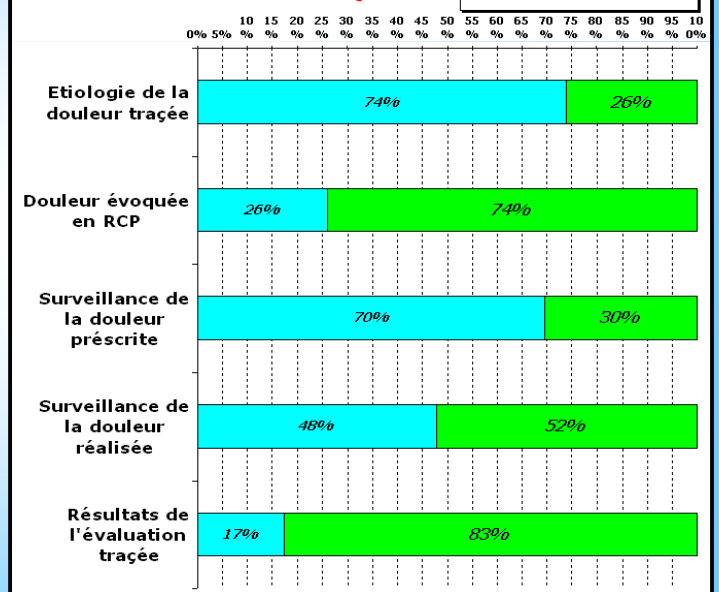 10 15 20 25 30 35 40 45 50 55 60 65 70 75 80 85 90 95 10
0% 5% % % % % % % % % % % % % % % % % % % 0%
Etiologie de la
douleur traçée
74% 26%
Douleur évoquée
en RCP
26% 74%
Surveillance de
la douleur
préscrite
70% 30%
Surveillance de
la douleur
réalisée
48% 52%
Résultats de
l'évaluation
traçée
17% 83%